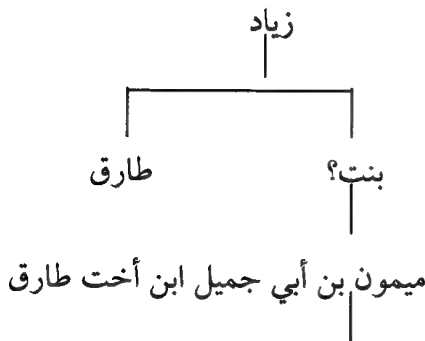 زياد
بنت؟ طارق
ميمون بن أبي جميل ابن أخت طارق